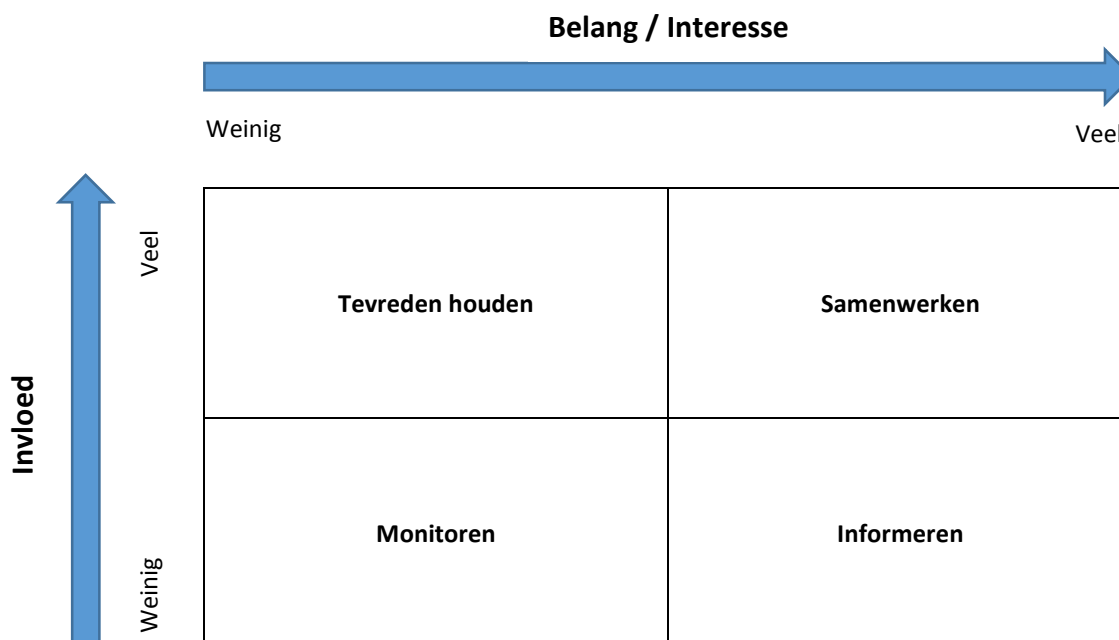 Belang / Interesse
Weinig
Veel
Veel
Tevreden houden
Samenwerken
Invloed
Monitoren
Informeren
Weinig